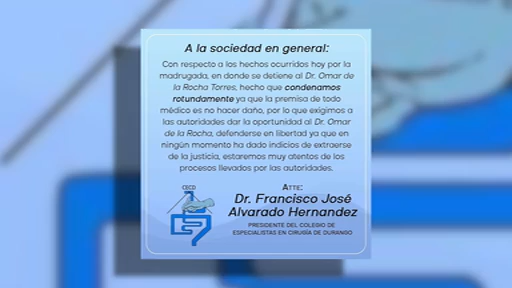 A la sociedad en general:
Con respecto a los hechos ocurridos hoy por la
madrugada, en donde se detiene al Dr. Omar de
la Rocha Torres, hecho que condenamos
rotundamente ya que la premisa de todo
médico es no hacer daño, por lo que exigimos a
las autoridades dar la oportunidad al Dr. Omar
de la Rocha, defenderse en libertad ya que en
ningún momento ha dado indicios de extraerse
de la justicia, estaremos muy atentos de los
procesos llevados por las autoridades.
CECD
Atte:
Dr. Francisco José
Alvarado Hernandez
PRESIDENTE DEL COLEGIO DE
ESPECIALISTAS EN CIRUGÍA DE DURANGO